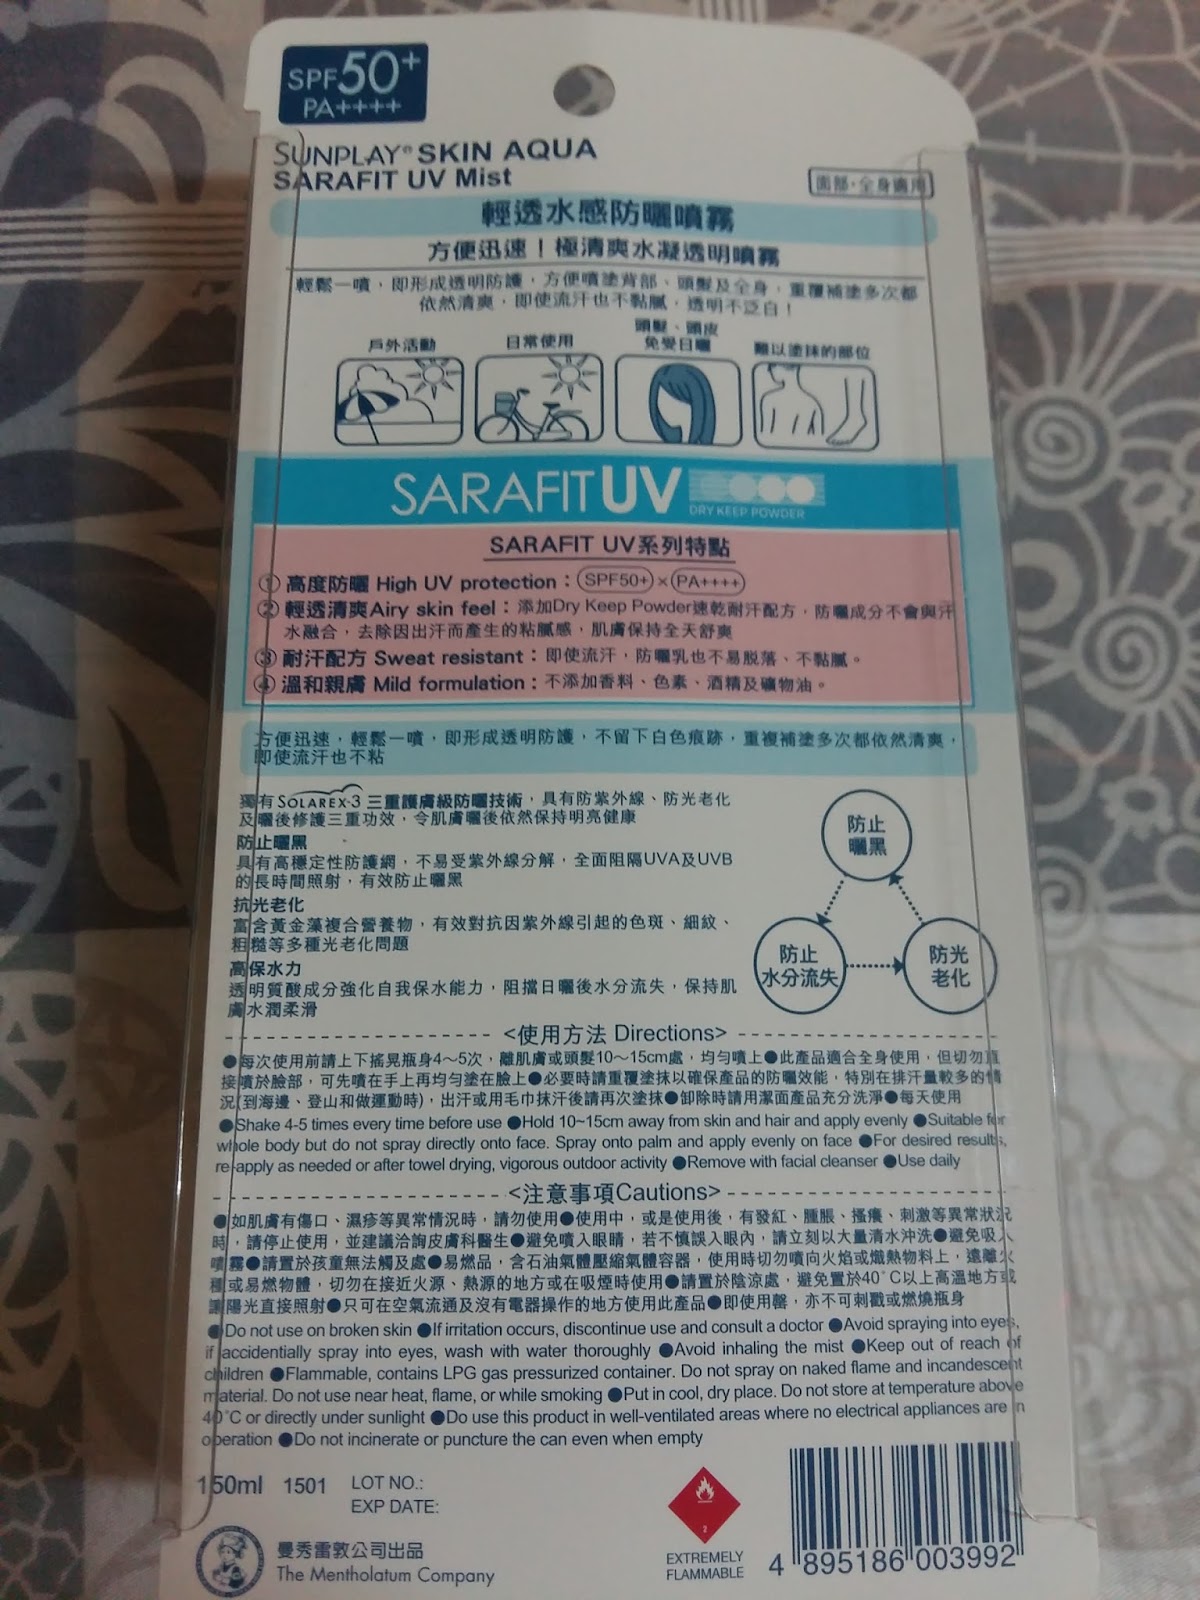 SPF50+
PA++++
SUNPLAY® SKIN AQUA
SARAFIT UV Mist
面部·全身適用
輕透水感防曬噴霧
方便迅速！極清爽水凝透明噴霧
輕鬆一噴，即形成透明防護，方便噴塗背部、頭髮及全身，重覆補塗多次都
依然清爽，即使流汗也不黏膩，透明不泛白！
戶外活動
日常使用
頭髮、頭皮
免受日曬
難以塗抹的部位
SARAFIT UV
DRY KEEP POWDER
SARAFIT UV系列特點
① 高度防曬 High UV protection：SPF50+ × PA++++
② 輕透清爽Airy skin feel：添加Dry Keep Powder速乾耐汗配方，防曬成分不會與汗
水融合，去除因出汗而產生的粘膩感，肌膚保持全天舒爽
③ 耐汗配方 Sweat resistant：即使流汗，防曬乳也不易脫落、不黏膩。
④ 溫和親膚 Mild formulation：不添加香料、色素、酒精及礦物油。
方便迅速，輕鬆一噴，即形成透明防護，不留下白色痕跡，重複補塗多次都依然清爽，
即使流汗也不粘
獨有SOLAREX-3 三重護膚級防曬技術，具有防紫外線、防光老化
及曬後修護三重功效，令肌膚曬後依然保持明亮健康
防止曬黑
具有高穩定性防護網，不易受紫外線分解，全面阻隔UVA及UVB
的長時間照射，有效防止曬黑
抗光老化
富含黃金藻複合營養物，有效對抗因紫外線引起的色斑、細紋、
粗糙等多種光老化問題
高保水力
透明質酸成分強化自我保水能力，阻擋日曬後水分流失，保持肌
膚水潤柔滑
防止
曬黑
防止
水分流失
防光
老化
<使用方法 Directions>
●每次使用前請上下搖晃瓶身4～5次，離肌膚或頭髮10～15cm處，均勻噴上●此產品適合全身使用，但切勿直
接噴於臉部，可先噴在手上再均勻塗在臉上●必要時請重覆塗抹以確保產品的防曬效能，特別在排汗量較多的情
況(到海邊、登山和做運動時)，出汗或用毛巾抹汗後請再次塗抹●卸除時請用潔面產品充分洗淨●每天使用
●Shake 4-5 times every time before use ●Hold 10~15cm away from skin and hair and apply evenly ●Suitable for
whole body but do not spray directly onto face. Spray onto palm and apply evenly on face ●For desired results,
re-apply as needed or after towel drying, vigorous outdoor activity ●Remove with facial cleanser ●Use daily
<注意事項Cautions>
●如肌膚有傷口、濕疹等異常情況時，請勿使用●使用中，或是使用後，有發紅、腫脹、搔癢、刺激等異常狀況
時，請停止使用，並建議洽詢皮膚科醫生●避免噴入眼睛，若不慎誤入眼內，請立刻以大量清水沖洗●避免吸入
噴霧●請置於孩童無法觸及處●易燃品，含石油氣體壓縮氣體容器，使用時切勿噴向火焰或熾熱物料上，遠離火
種或易燃物體，切勿在接近火源、熱源的地方或在吸煙時使用●請置於陰涼處，避免置於40˚C以上高溫地方或
讓陽光直接照射●只可在空氣流通及沒有電器操作的地方使用此產品●即使用罄，亦不可刺戳或燃燒瓶身
●Do not use on broken skin ●If irritation occurs, discontinue use and consult a doctor ●Avoid spraying into eyes,
if accidentially spray into eyes, wash with water thoroughly ●Avoid inhaling the mist ●Keep out of reach of
children ●Flammable, contains LPG gas pressurized container. Do not spray on naked flame and incandescent
material. Do not use near heat, flame, or while smoking ●Put in cool, dry place. Do not store at temperature above
40˚C or directly under sunlight ●Do use this product in well-ventilated areas where no electrical appliances are in
operation ●Do not incinerate or puncture the can even when empty
150ml 1501 LOT NO.:
EXP DATE:
2
EXTREMELY
FLAMMABLE
4 895186 003992
曼秀雷敦公司出品
The Mentholatum Company